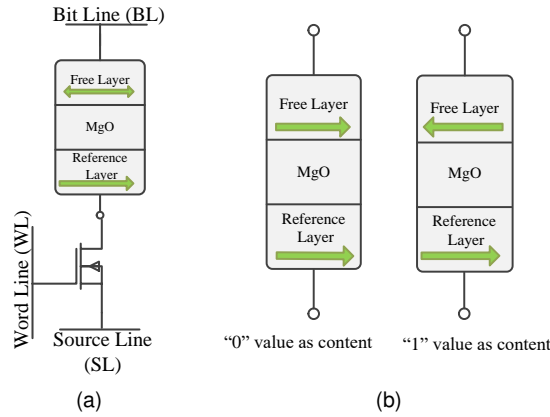 Bit Line (BL)
Free Layer
MgO
Reference
Layer
Word Line (WL)
Source Line
(SL)
(a)
Free Layer
MgO
Reference
Layer
"0" value as content
Free Layer
MgO
Reference
Layer
"1" value as content
(b)